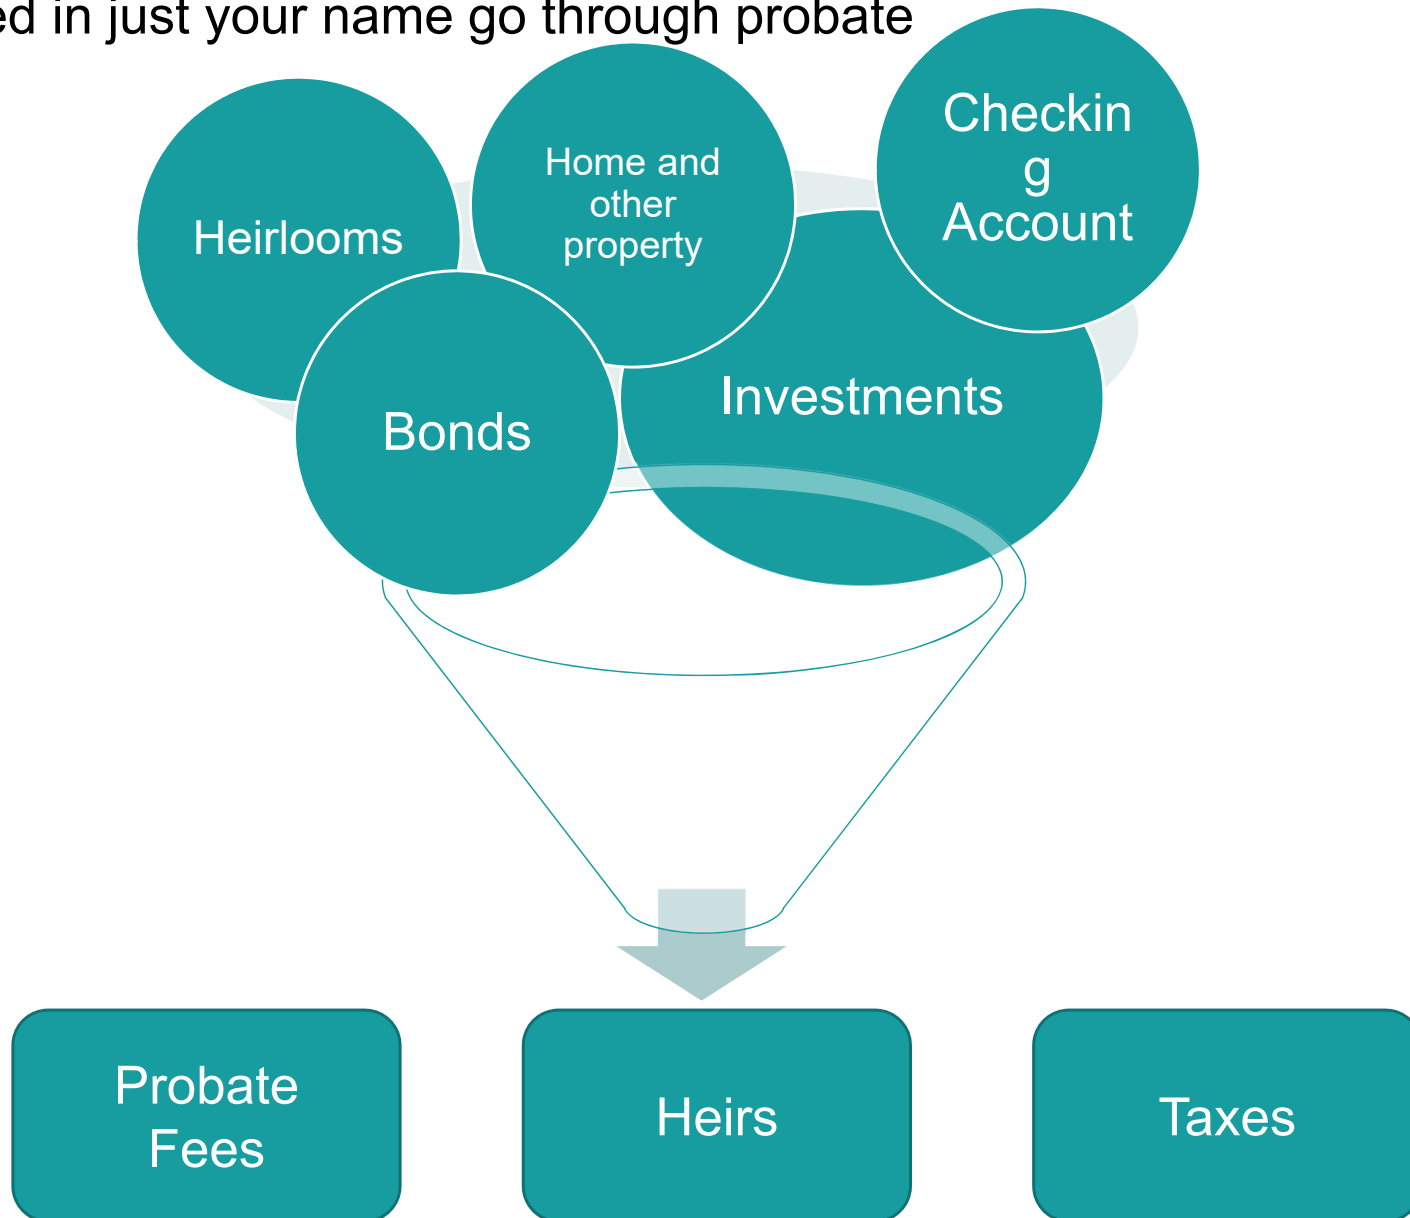 ed in just your name go through probate
Checkin
g
Account
Home and
other
property
Heirlooms
Investments
Bonds
Probate
Fees
Heirs
Taxes